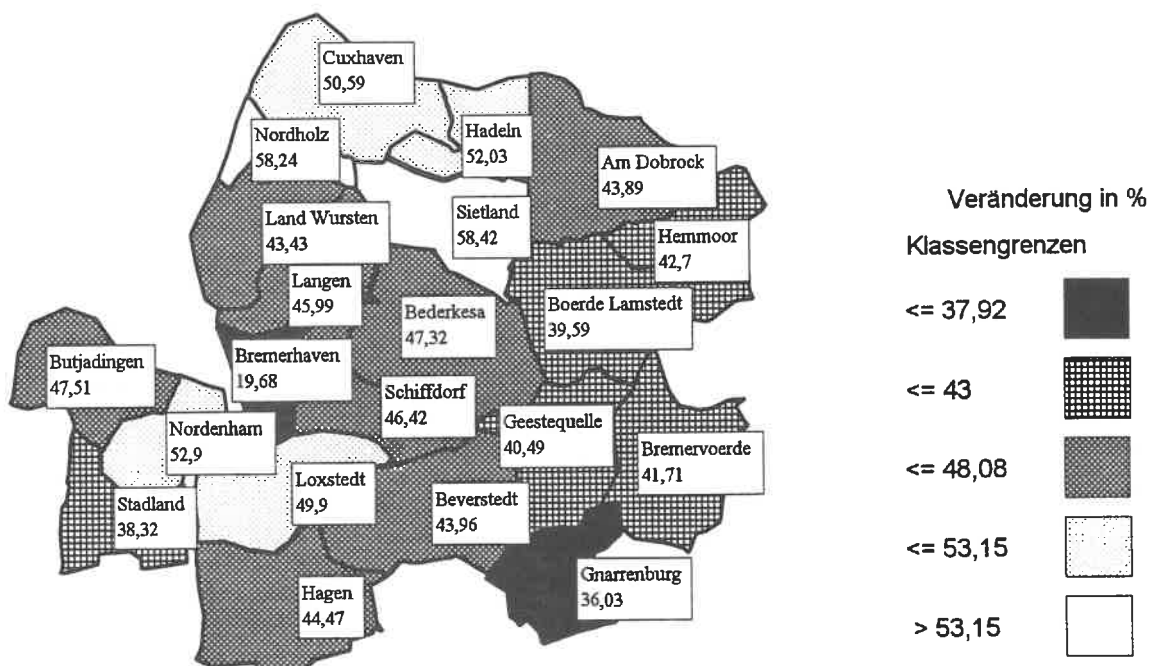 Cuxhaven
50,59
Nordholz
58,24
Hadeln
52,03
Am Dobrock
43,89
Land Wursten
43,43
Sietland
58,42
Hemmoor
42,7
Langen
45,99
Bederkesa
47,32
Boerde Lamstedt
39,59
Butjadingen
47,51
Bremerhaven
19,68
Schiffdorf
46,42
Geestequelle
40,49
Bremervoerde
41,71
Nordenham
52,9
Loxstedt
49,9
Beverstedt
43,96
Stadland
38,32
Hagen
44,47
Gnarrenburg
36,03
Veränderung in %
Klassengrenzen
<= 37,92
<= 43
<= 48,08
<= 53,15
> 53,15